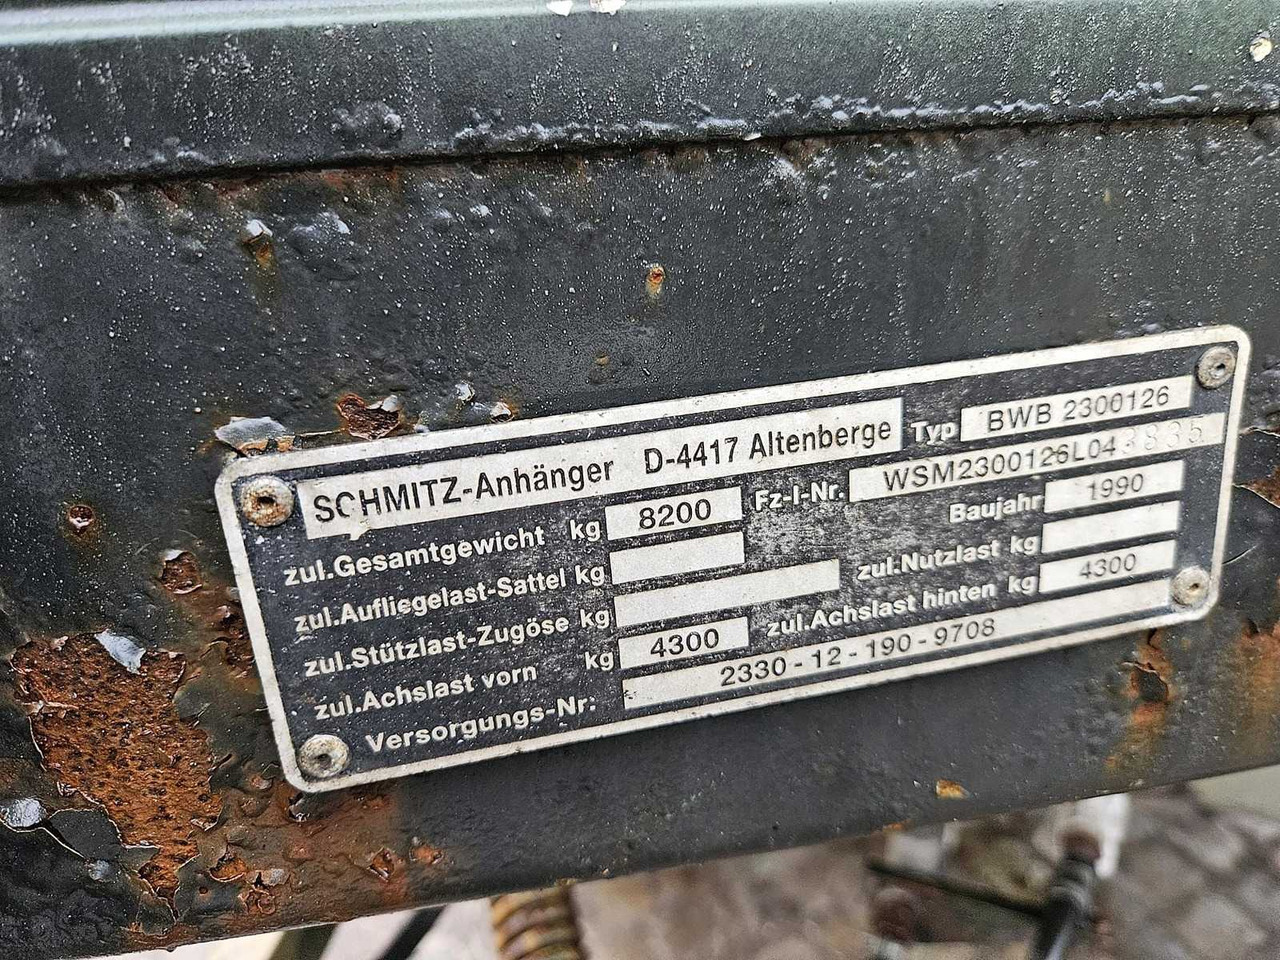 SCHMITZ-Anhänger D-4417 Altenberge Typ BWB 2300126
zul.Gesamtgewicht kg 8200 Fz-I-Nr. WSM2300126L043835
zul.Aufliegelast-Sattel kg Baujahr 1990
zul.Stützlast-Zugöse kg zul.Nutzlast kg
zul.Achslast vorn kg 4300 zul.Achslast hinten kg 4300
Versorgungs-Nr: 2330-12-190-9708